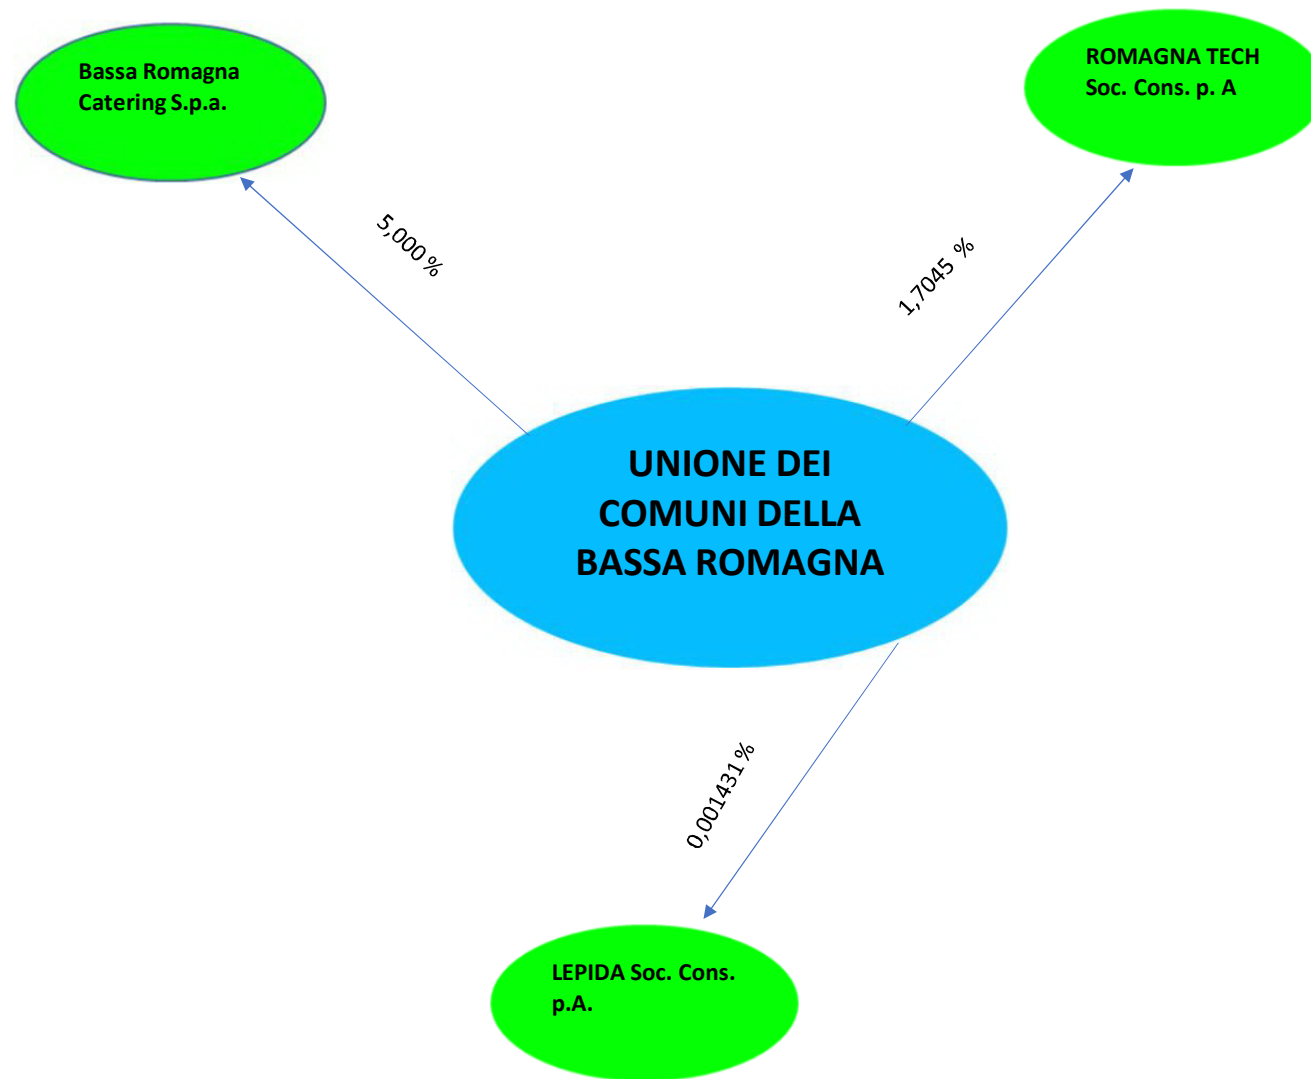 Bassa Romagna
Catering S.p.a.
ROMAGNA TECH
Soc. Cons. p. A
5,000 %
1,7045 %
UNIONE DEI
COMUNI DELLA
BASSA ROMAGNA
0,001431 %
LEPIDA Soc. Cons.
p.A.